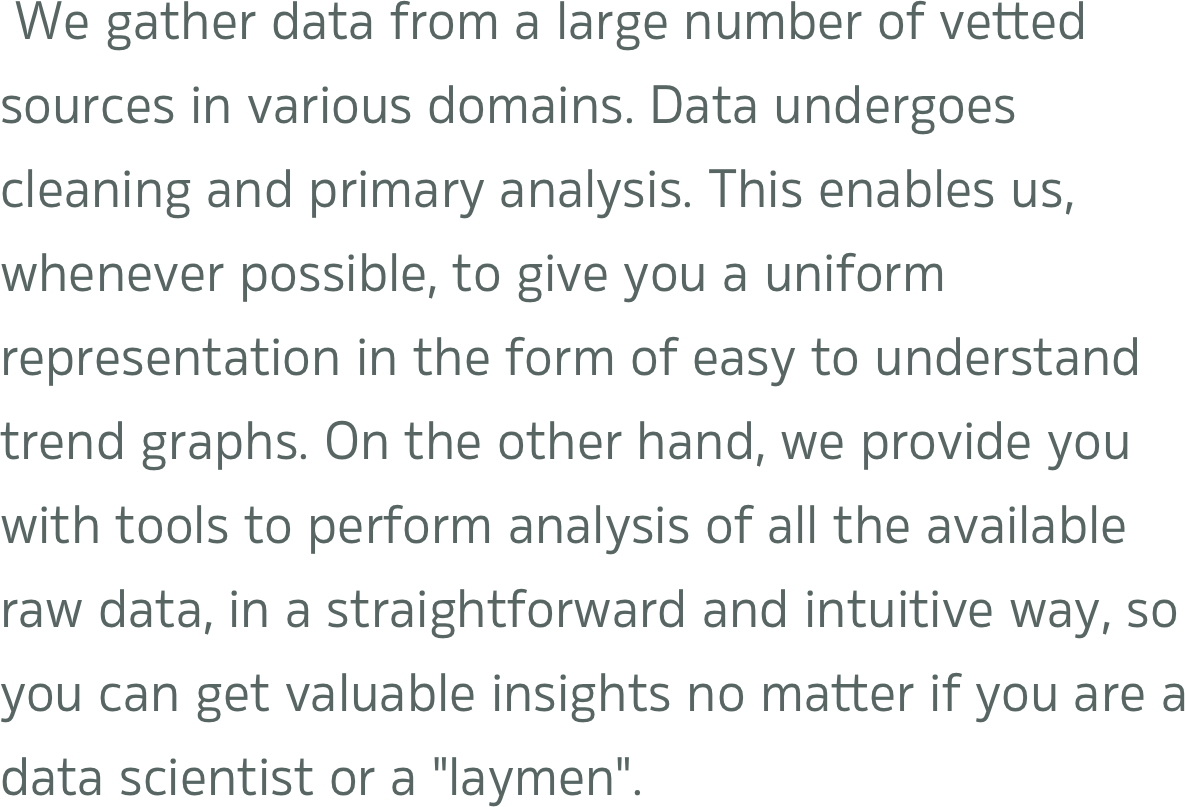 We gather data from a large number of vetted
sources in various domains. Data undergoes
cleaning and primary analysis. This enables us,
whenever possible, to give you a uniform
representation in the form of easy to understand
trend graphs. On the other hand, we provide you
with tools to perform analysis of all the available
raw data, in a straightforward and intuitive way, so
you can get valuable insights no matter if you are a
data scientist or a "laymen".